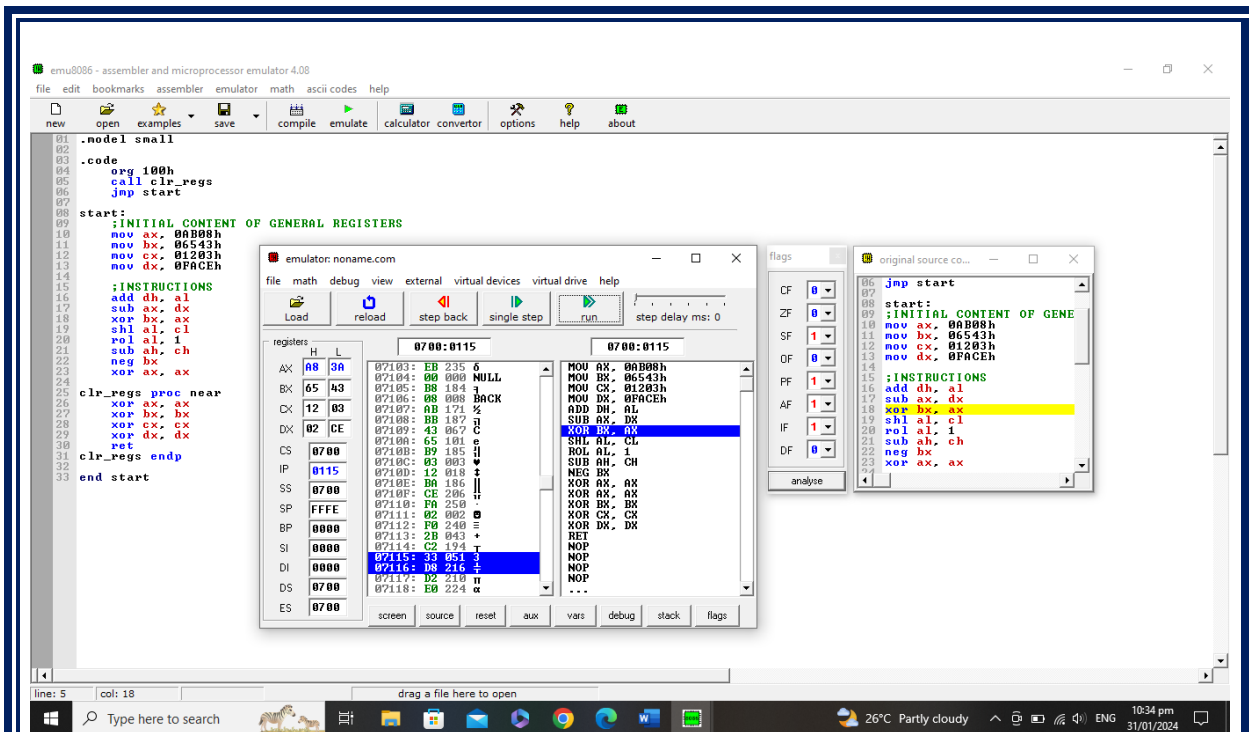 emu8086 - assembler and microprocessor emulator 4.08
file edit bookmarks assembler emulator math ascii codes help
new open examples save compile emulate calculator convertor options help about
01 .model small
02
03 .code
04 org 100h
05 call clr_regs
06 jmp start
07
08 start:
09 ;INITIAL CONTENT OF GENERAL REGISTERS
10 mov ax, 0AB08h
11 mov bx, 06543h
12 mov cx, 01203h
13 mov dx, 0FACEh
14
15 ;INSTRUCTIONS
16 add dh, al
17 sub ax, dx
18 xor bx, ax
19 shl al, cl
20 rol al, 1
21 sub ah, ch
22 neg bx
23 xor ax, ax
24
25 clr_regs proc near
26 xor ax, ax
27 xor bx, bx
28 xor cx, cx
29 xor dx, dx
30 ret
31 clr_regs endp
32
33 end start
emulator: noname.com
file math debug view external virtual devices virtual drive help
Load reload step back single step run step delay ms: 0
registers
H L
AX A8 3A
BX 65 43
CX 12 03
DX 02 CE
CS 0700
IP 0115
SS 0700
SP FFFE
BP 0000
SI 0000
DI 0000
DS 0700
ES 0700
0700:0115
07103: EB 235 δ
07104: 00 000 NULL
07105: B8 184 ╕
07106: 08 008 BACK
07107: AB 171 ½
07108: BB 187 ╗
07109: 43 067 C
0710A: 65 101 e
0710B: B9 185 ╣
0710C: 03 003 ♥
0710D: 12 018 ↕
0710E: BA 186 ║
0710F: CE 206 ╬
07110: FA 250 ·
07111: 02 002 ☻
07112: F0 240 ≡
07113: 2B 043 +
07114: C2 194 ┬
07115: 33 051 3
07116: D8 216 ╪
07117: D2 210 π
07118: E0 224 α
0700:0115
MOV AX, 0AB08h
MOV BX, 06543h
MOV CX, 01203h
MOV DX, 0FACEh
ADD DH, AL
SUB AX, DX
XOR BX, AX
SHL AL, CL
ROL AL, 1
SUB AH, CH
NEG BX
XOR AX, AX
XOR AX, AX
XOR BX, BX
XOR CX, CX
XOR DX, DX
RET
NOP
NOP
NOP
NOP
...
screen source reset aux vars debug stack flags
flags
CF 0
ZF 0
SF 1
OF 0
PF 1
AF 1
IF 1
DF 0
analyse
original source co...
06 jmp start
07
08 start:
09 ;INITIAL CONTENT OF GENE
10 mov ax, 0AB08h
11 mov bx, 06543h
12 mov cx, 01203h
13 mov dx, 0FACEh
14
15 ;INSTRUCTIONS
16 add dh, al
17 sub ax, dx
18 xor bx, ax
19 shl al, cl
20 rol al, 1
21 sub ah, ch
22 neg bx
23 xor ax, ax
line: 5 col: 18 drag a file here to open
Type here to search
26°C Partly cloudy ENG 10:34 pm
31/01/2024